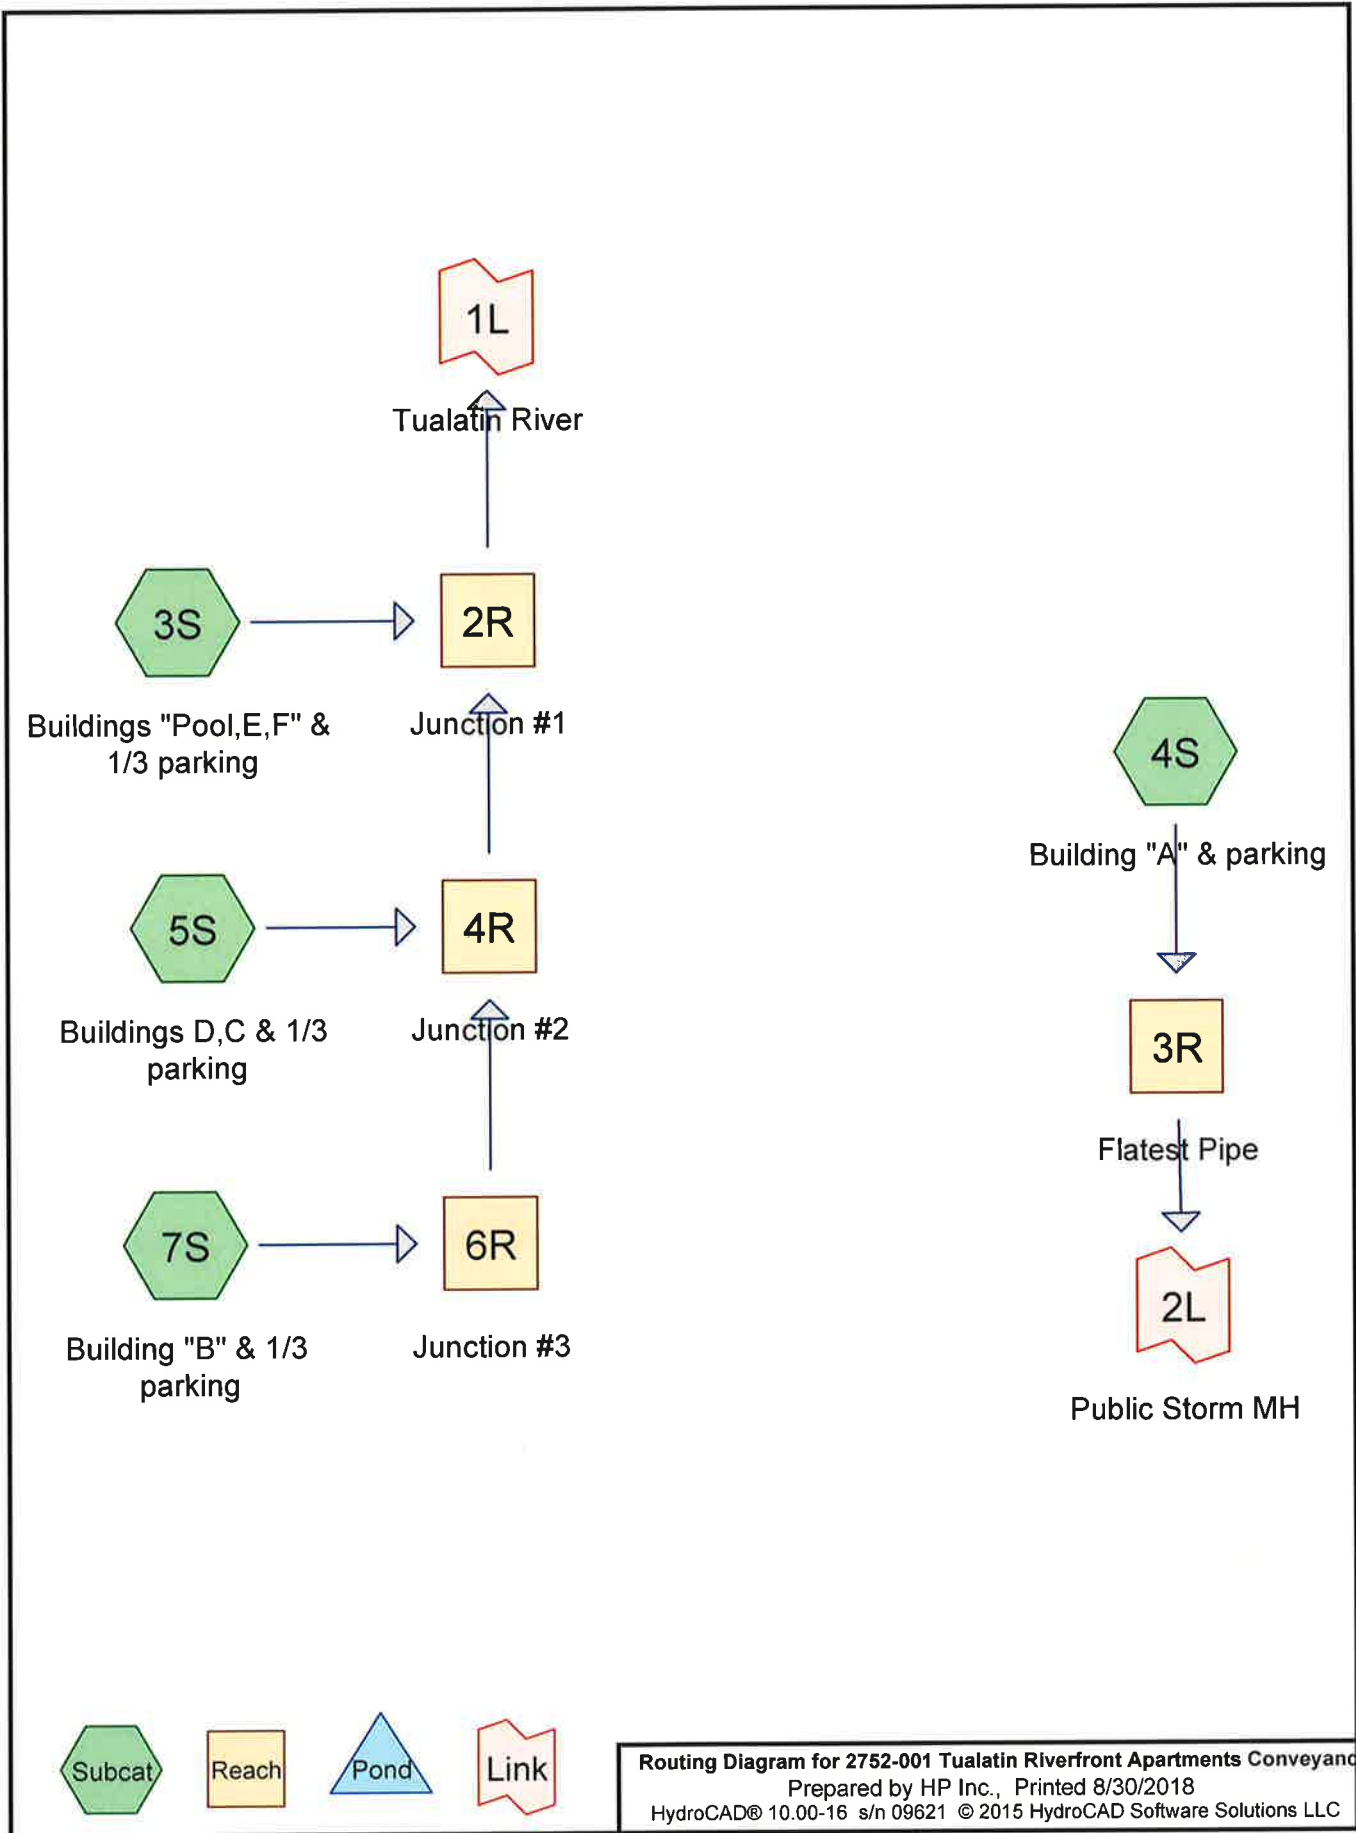 1L
Tualatin River
3S
2R
Buildings "Pool,E,F" &
1/3 parking
Junction #1
4S
Building "A" & parking
5S
4R
Buildings D,C & 1/3
parking
Junction #2
3R
Flatest Pipe
7S
6R
Building "B" & 1/3
parking
Junction #3
2L
Public Storm MH
Subcat
Reach
Pond
Link
Routing Diagram for 2752-001 Tualatin Riverfront Apartments Conveyanc
Prepared by HP Inc., Printed 8/30/2018
HydroCAD® 10.00-16 s/n 09621 © 2015 HydroCAD Software Solutions LLC